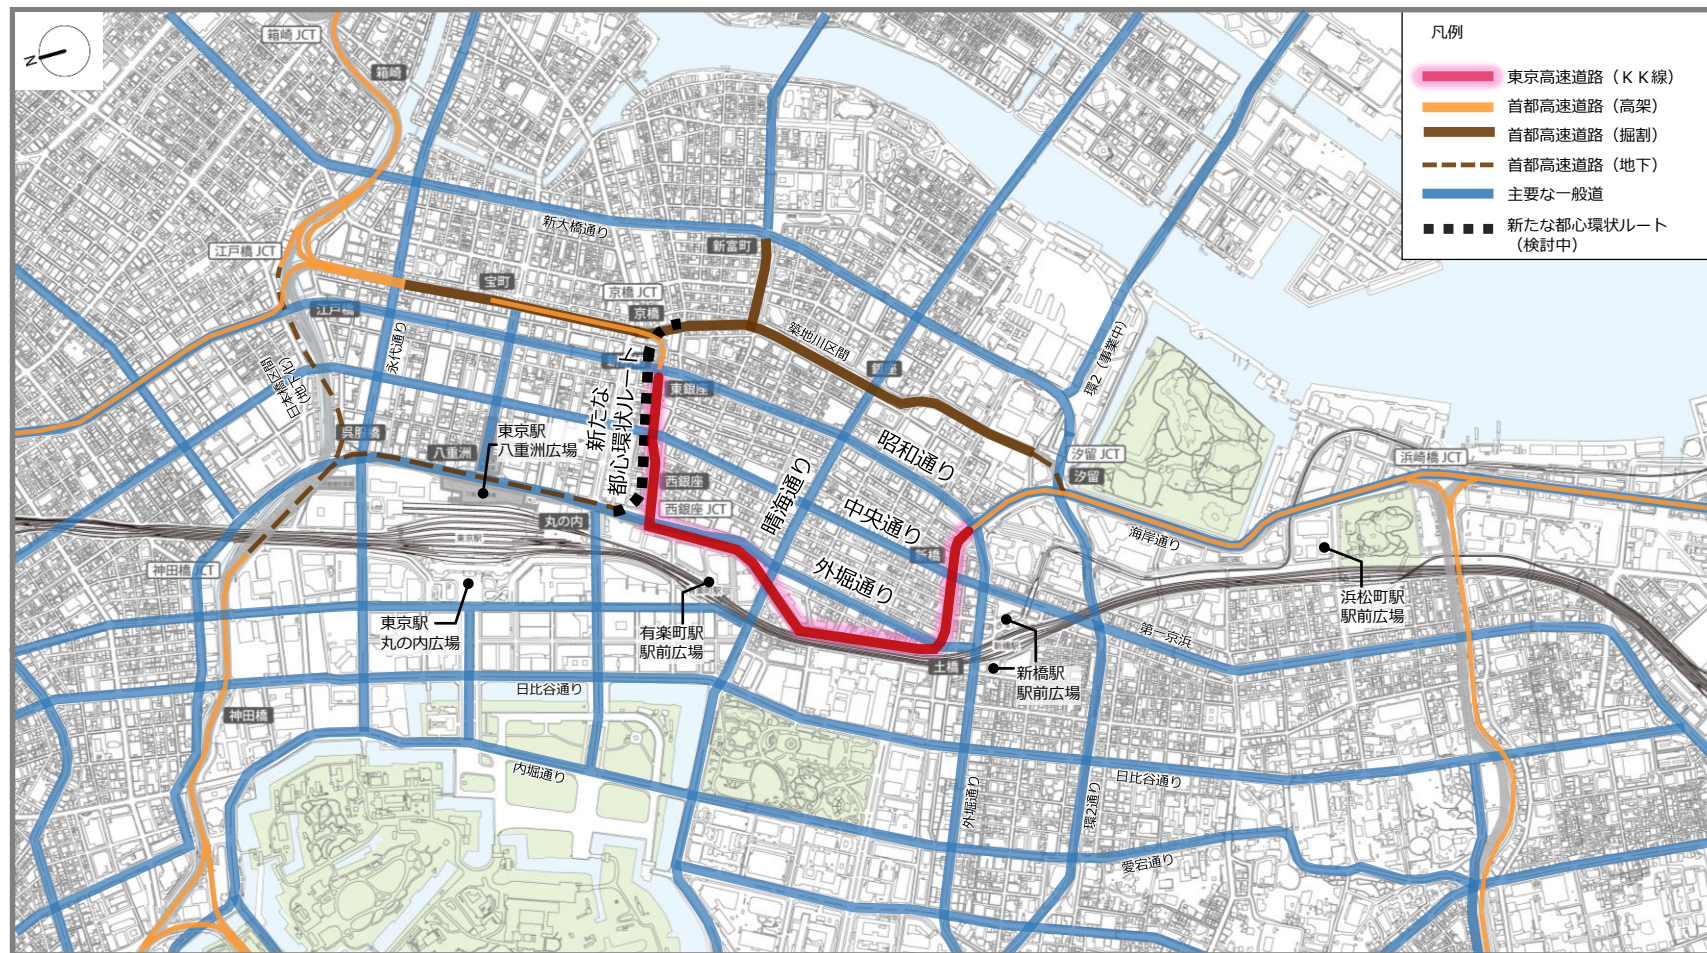 N
箱崎 JCT
箱崎
凡例
東京高速道路（ＫＫ線）
首都高速道路（高架）
首都高速道路（掘割）
首都高速道路（地下）
主要な一般道
新たな都心環状ルート
（検討中）
新大橋通り
新富町
江戸橋 JCT
宝町
京橋 JCT
京橋
江戸橋
永代通り
築地川区間
銀座
環2（事業中）
日本橋区間
（地下化）
新たな
都心環状ルート
東銀座
呉服橋
八重洲
東京駅
八重洲広場
昭和通り
西銀座
西銀座 JCT
晴海通り
中央通り
汐留 JCT
汐留
浜崎橋 JCT
丸の内
東京駅
海岸通り
新橋
外堀通り
神田橋 JCT
東京駅
丸の内広場
有楽町駅
駅前広場
浜松町駅
駅前広場
第一京浜
土橋
新橋駅
駅前広場
日比谷通り
神田橋
内堀通り
日比谷通り
外堀通り
環2通り
愛宕通り